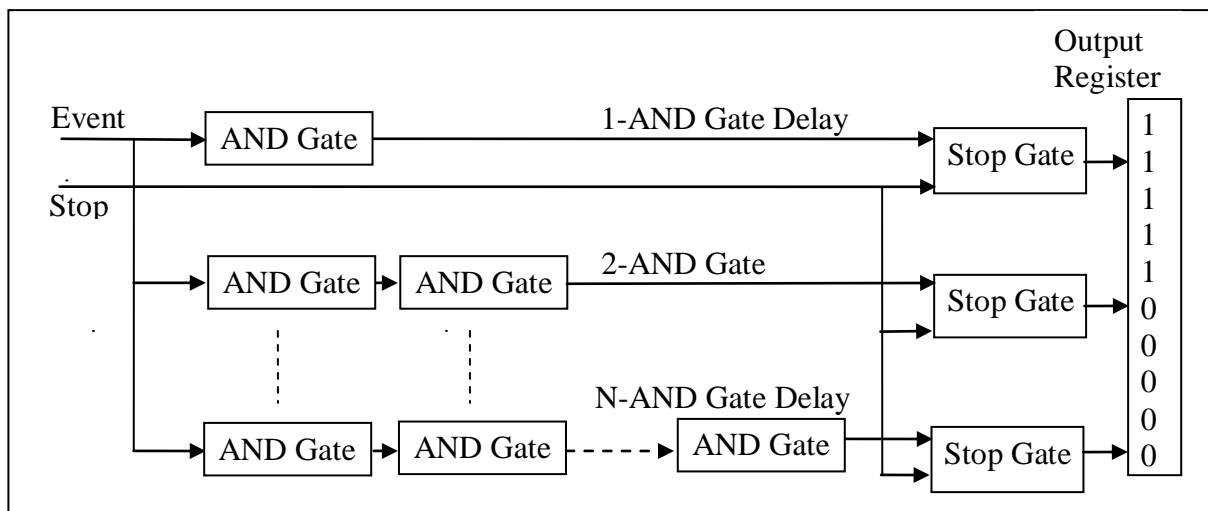 Output
Register
Event
AND Gate
1-AND Gate Delay
Stop Gate
Stop
AND Gate
AND Gate
2-AND Gate
Stop Gate
N-AND Gate Delay
AND Gate
AND Gate
AND Gate
Stop Gate
1
1
1
1
1
0
0
0
0
0